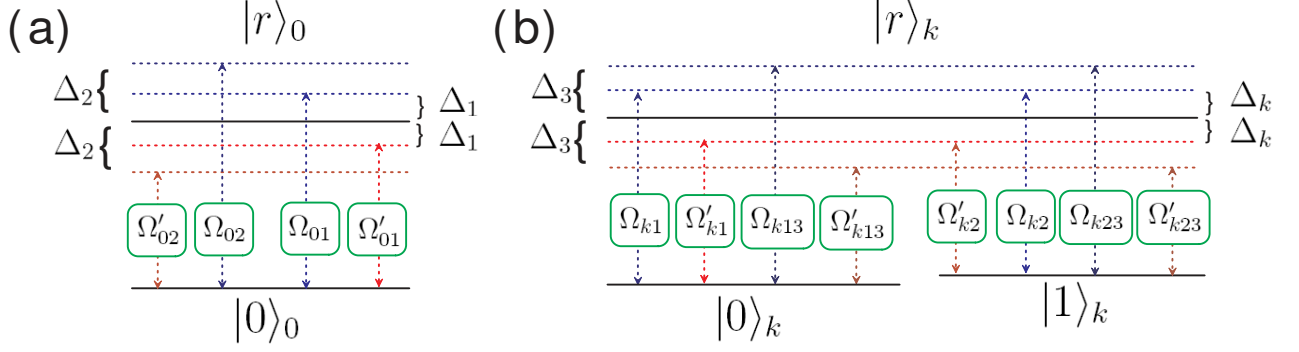 (a) |r⟩₀ (b) |r⟩ₖ
Δ₂ { } Δ₁ Δ₃ { } Δₖ
Δ₂ { } Δ₁ Δ₃ { } Δₖ
Ω′₀₂ Ω₀₂ Ω₀₁ Ω′₀₁ Ωₖ₁ Ω′ₖ₁ Ωₖ₁₃ Ω′ₖ₁₃ Ω′ₖ₂ Ωₖ₂ Ωₖ₂₃ Ω′ₖ₂₃
|0⟩₀ |0⟩ₖ |1⟩ₖ